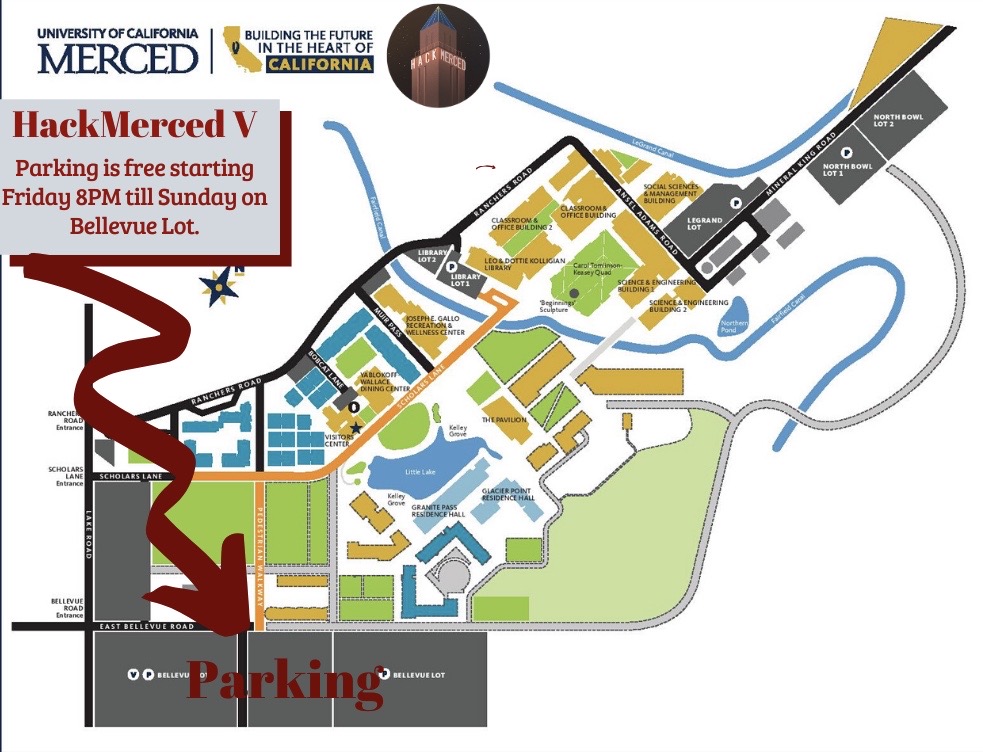 UNIVERSITY OF CALIFORNIA
MERCED
BUILDING THE FUTURE
IN THE HEART OF
CALIFORNIA
HACK MERCED
HackMerced V
Parking is free starting
Friday 8PM till Sunday on
Bellevue Lot.
N
Fairfield Canal
LeGrand Canal
NORTH BOWL
LOT 2
P
NORTH BOWL
LOT 1
MINERAL KING ROAD
RANCHERS ROAD
ANSEL ADAMS ROAD
SOCIAL SCIENCES
& MANAGEMENT
BUILDING
P
LEGRAND
LOT
CLASSROOM &
OFFICE BUILDING
CLASSROOM &
OFFICE BUILDING 2
LIBRARY
LOT 2
P
LIBRARY
LOT 1
LEO & DOTTIE KOLLIGIAN
LIBRARY
Carol Tomlinson-
Keasey Quad
'Beginnings'
Sculpture
SCIENCE & ENGINEERING
BUILDING 1
SCIENCE & ENGINEERING
BUILDING 2
Northern
Pond
Fairfield Canal
MUIR PASS
JOSEPH E. GALLO
RECREATION &
WELLNESS CENTER
BOBCAT LANE
YABLOKOFF
WALLACE
DINING CENTER
SCHOLARS LANE
RANCHERS ROAD
RANCHERS
ROAD
Entrance
VISITORS
CENTER
THE PAVILION
Kelley
Grove
Little Lake
SCHOLARS
LANE
Entrance
SCHOLARS LANE
Kelley
Grove
GLACIER POINT
RESIDENCE HALL
GRANITE PASS
RESIDENCE HALL
LAKE ROAD
PEDESTRIAN WALKWAY
BELLEVUE
ROAD
Entrance
EAST BELLEVUE ROAD
V P BELLEVUE LOT
Parking
P BELLEVUE LOT